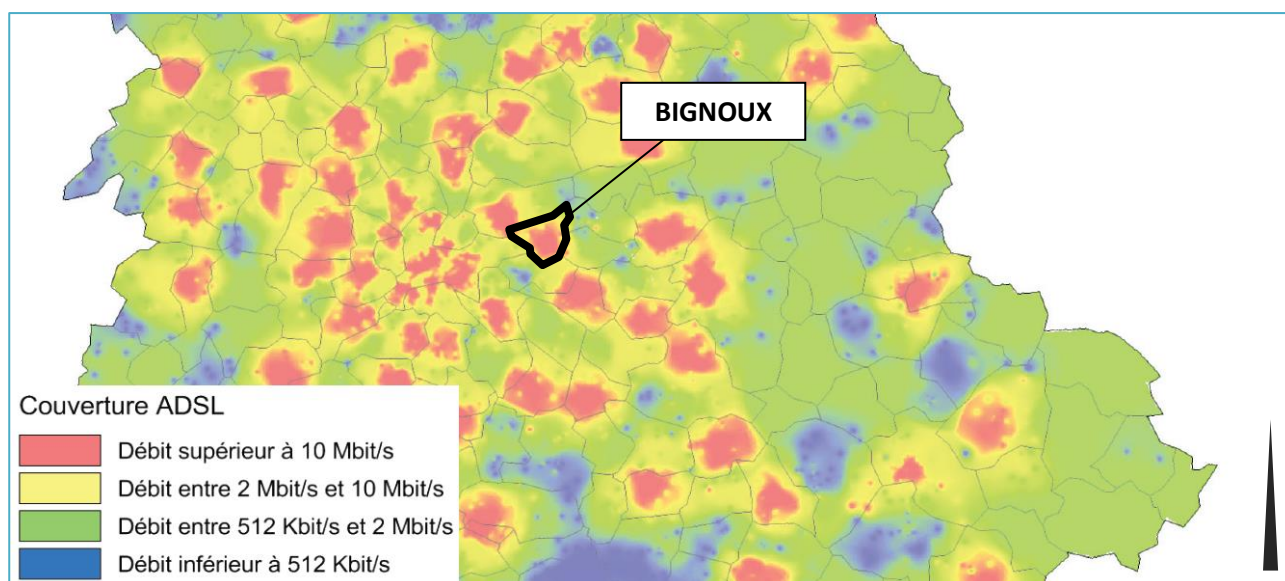 BIGNOUX
Couverture ADSL
Débit supérieur à 10 Mbit/s
Débit entre 2 Mbit/s et 10 Mbit/s
Débit entre 512 Kbit/s et 2 Mbit/s
Débit inférieur à 512 Kbit/s